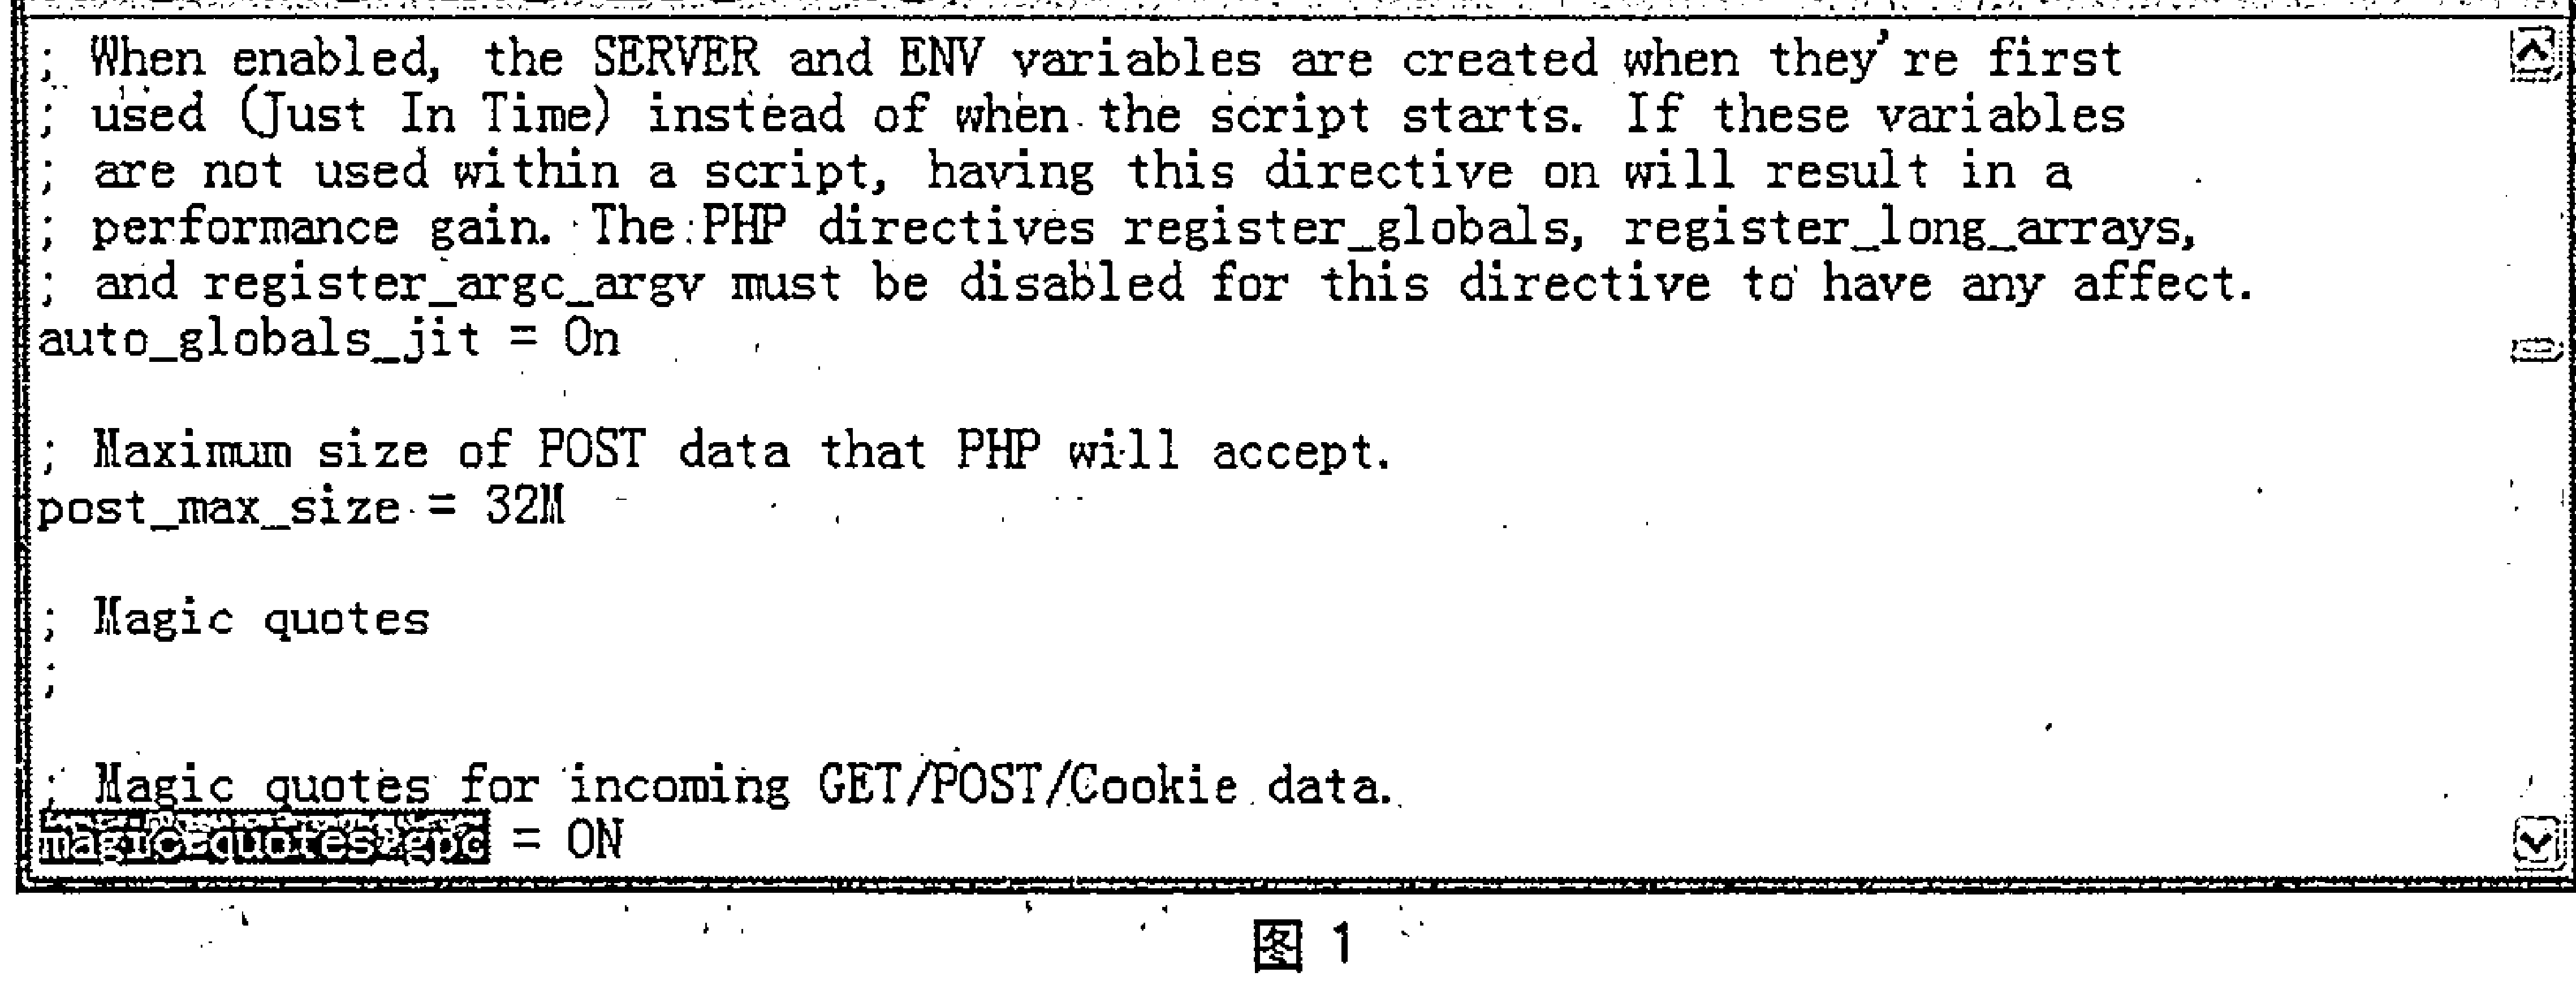 ; When enabled, the SERVER and ENV variables are created when they're first
; used (Just In Time) instead of when the script starts. If these variables
; are not used within a script, having this directive on will result in a
; performance gain. The PHP directives register_globals, register_long_arrays,
; and register_argc_argv must be disabled for this directive to have any affect.
auto_globals_jit = On
; Maximum size of POST data that PHP will accept.
post_max_size = 32M
; Magic quotes
;
; Magic quotes for incoming GET/POST/Cookie data.
magic_quotes_gpc = ON
图 1